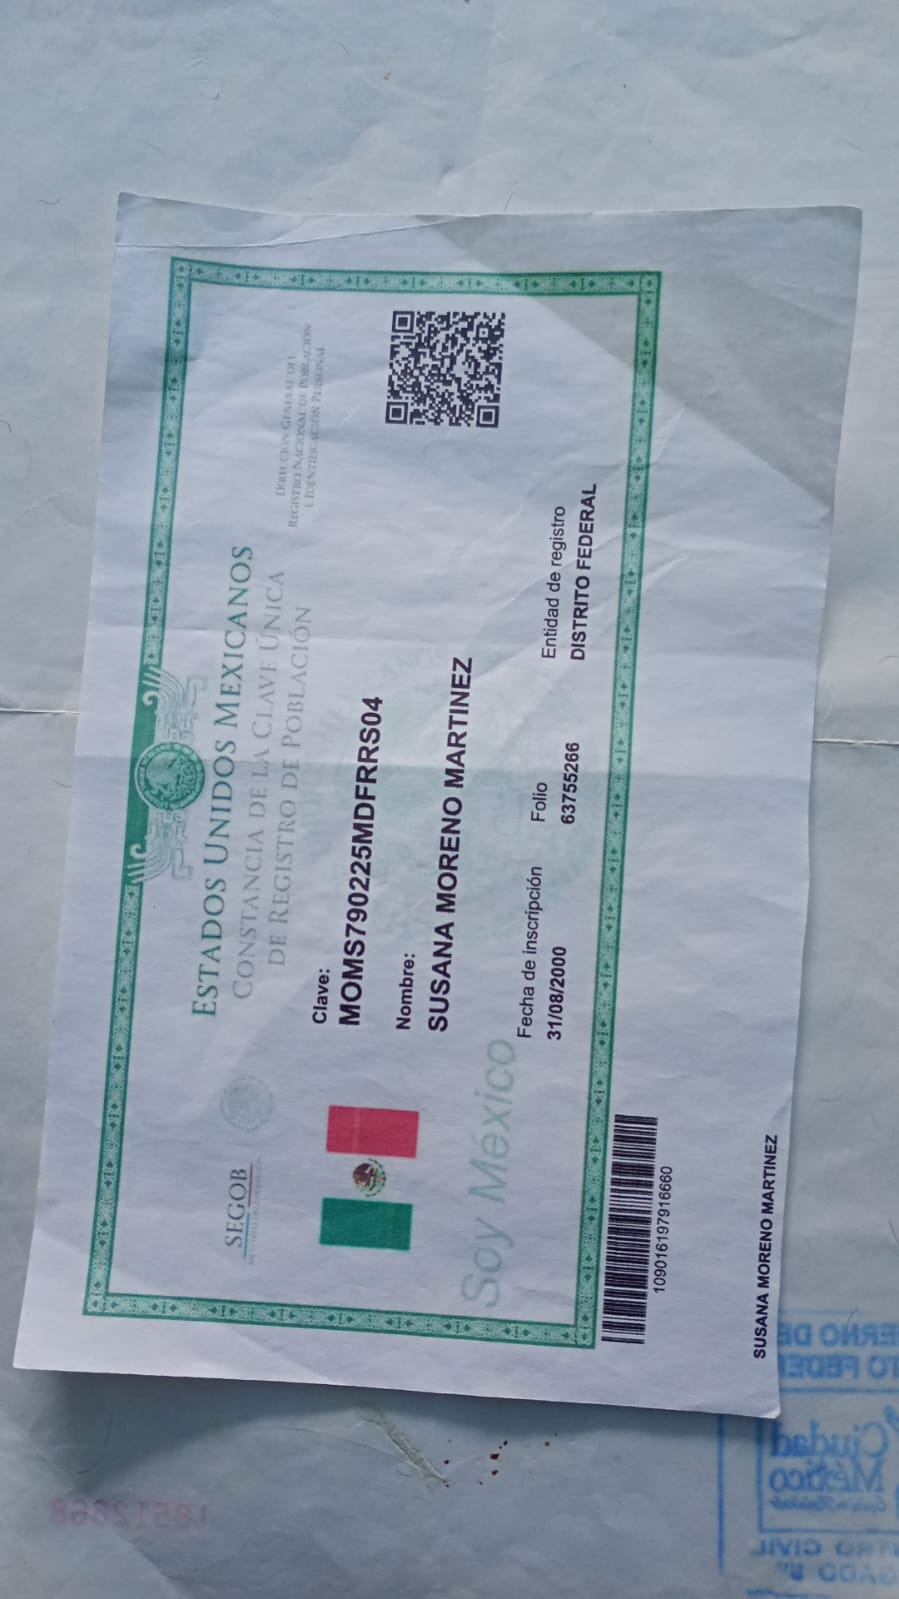 ESTADOS UNIDOS MEXICANOS
CONSTANCIA DE LA CLAVE ÚNICA
DE REGISTRO DE POBLACIÓN
DIRECCIÓN GENERAL DEL
REGISTRO NACIONAL DE POBLACIÓN
E IDENTIFICACIÓN PERSONAL
SEGOB
Clave:
MOMS790225MDFRRS04
Nombre:
SUSANA MORENO MARTINEZ
Soy México
Fecha de inscripción
31/08/2000
Folio
63755266
Entidad de registro
DISTRITO FEDERAL
109016197916660
SUSANA MORENO MARTINEZ
Ciudad
México